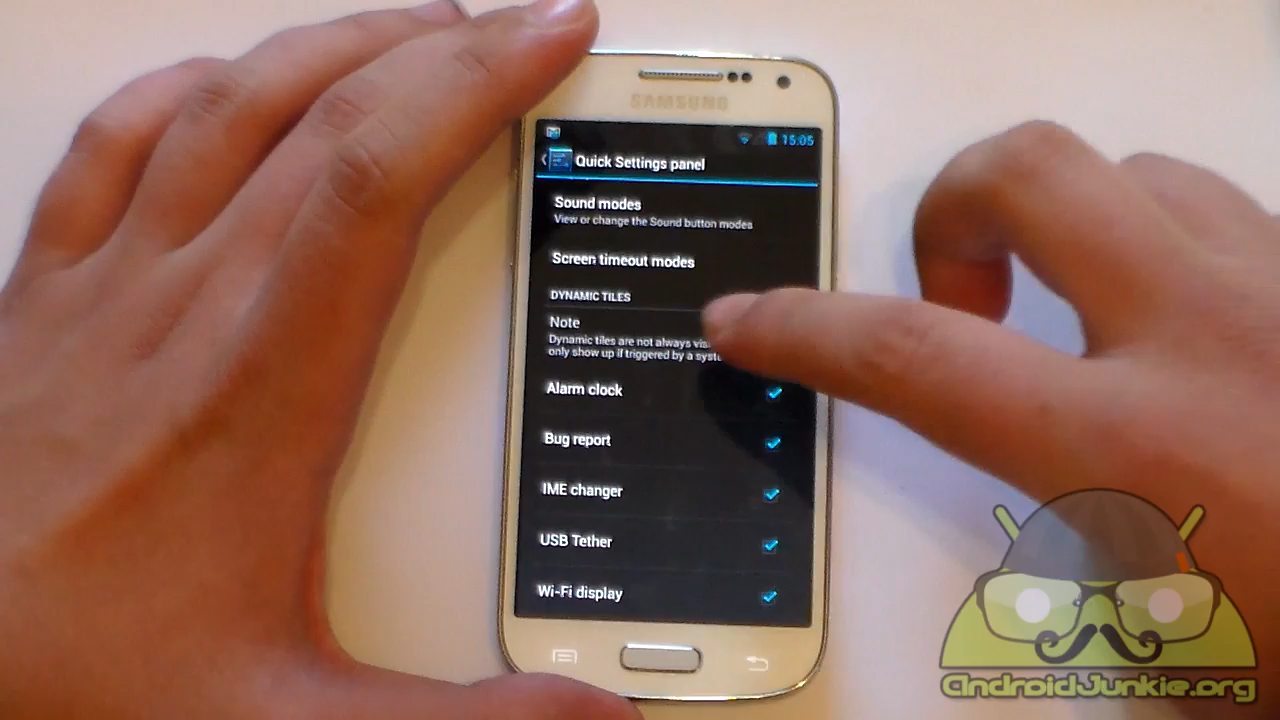 SAMSUNG
15:05
Quick Settings panel
Sound modes
View or change the Sound button modes
Screen timeout modes
DYNAMIC TILES
Note
Dynamic tiles are not always
only show up if triggered by a
Alarm clock
Bug report
IME changer
USB Tether
Wi-Fi display
AndroidJunkie.org